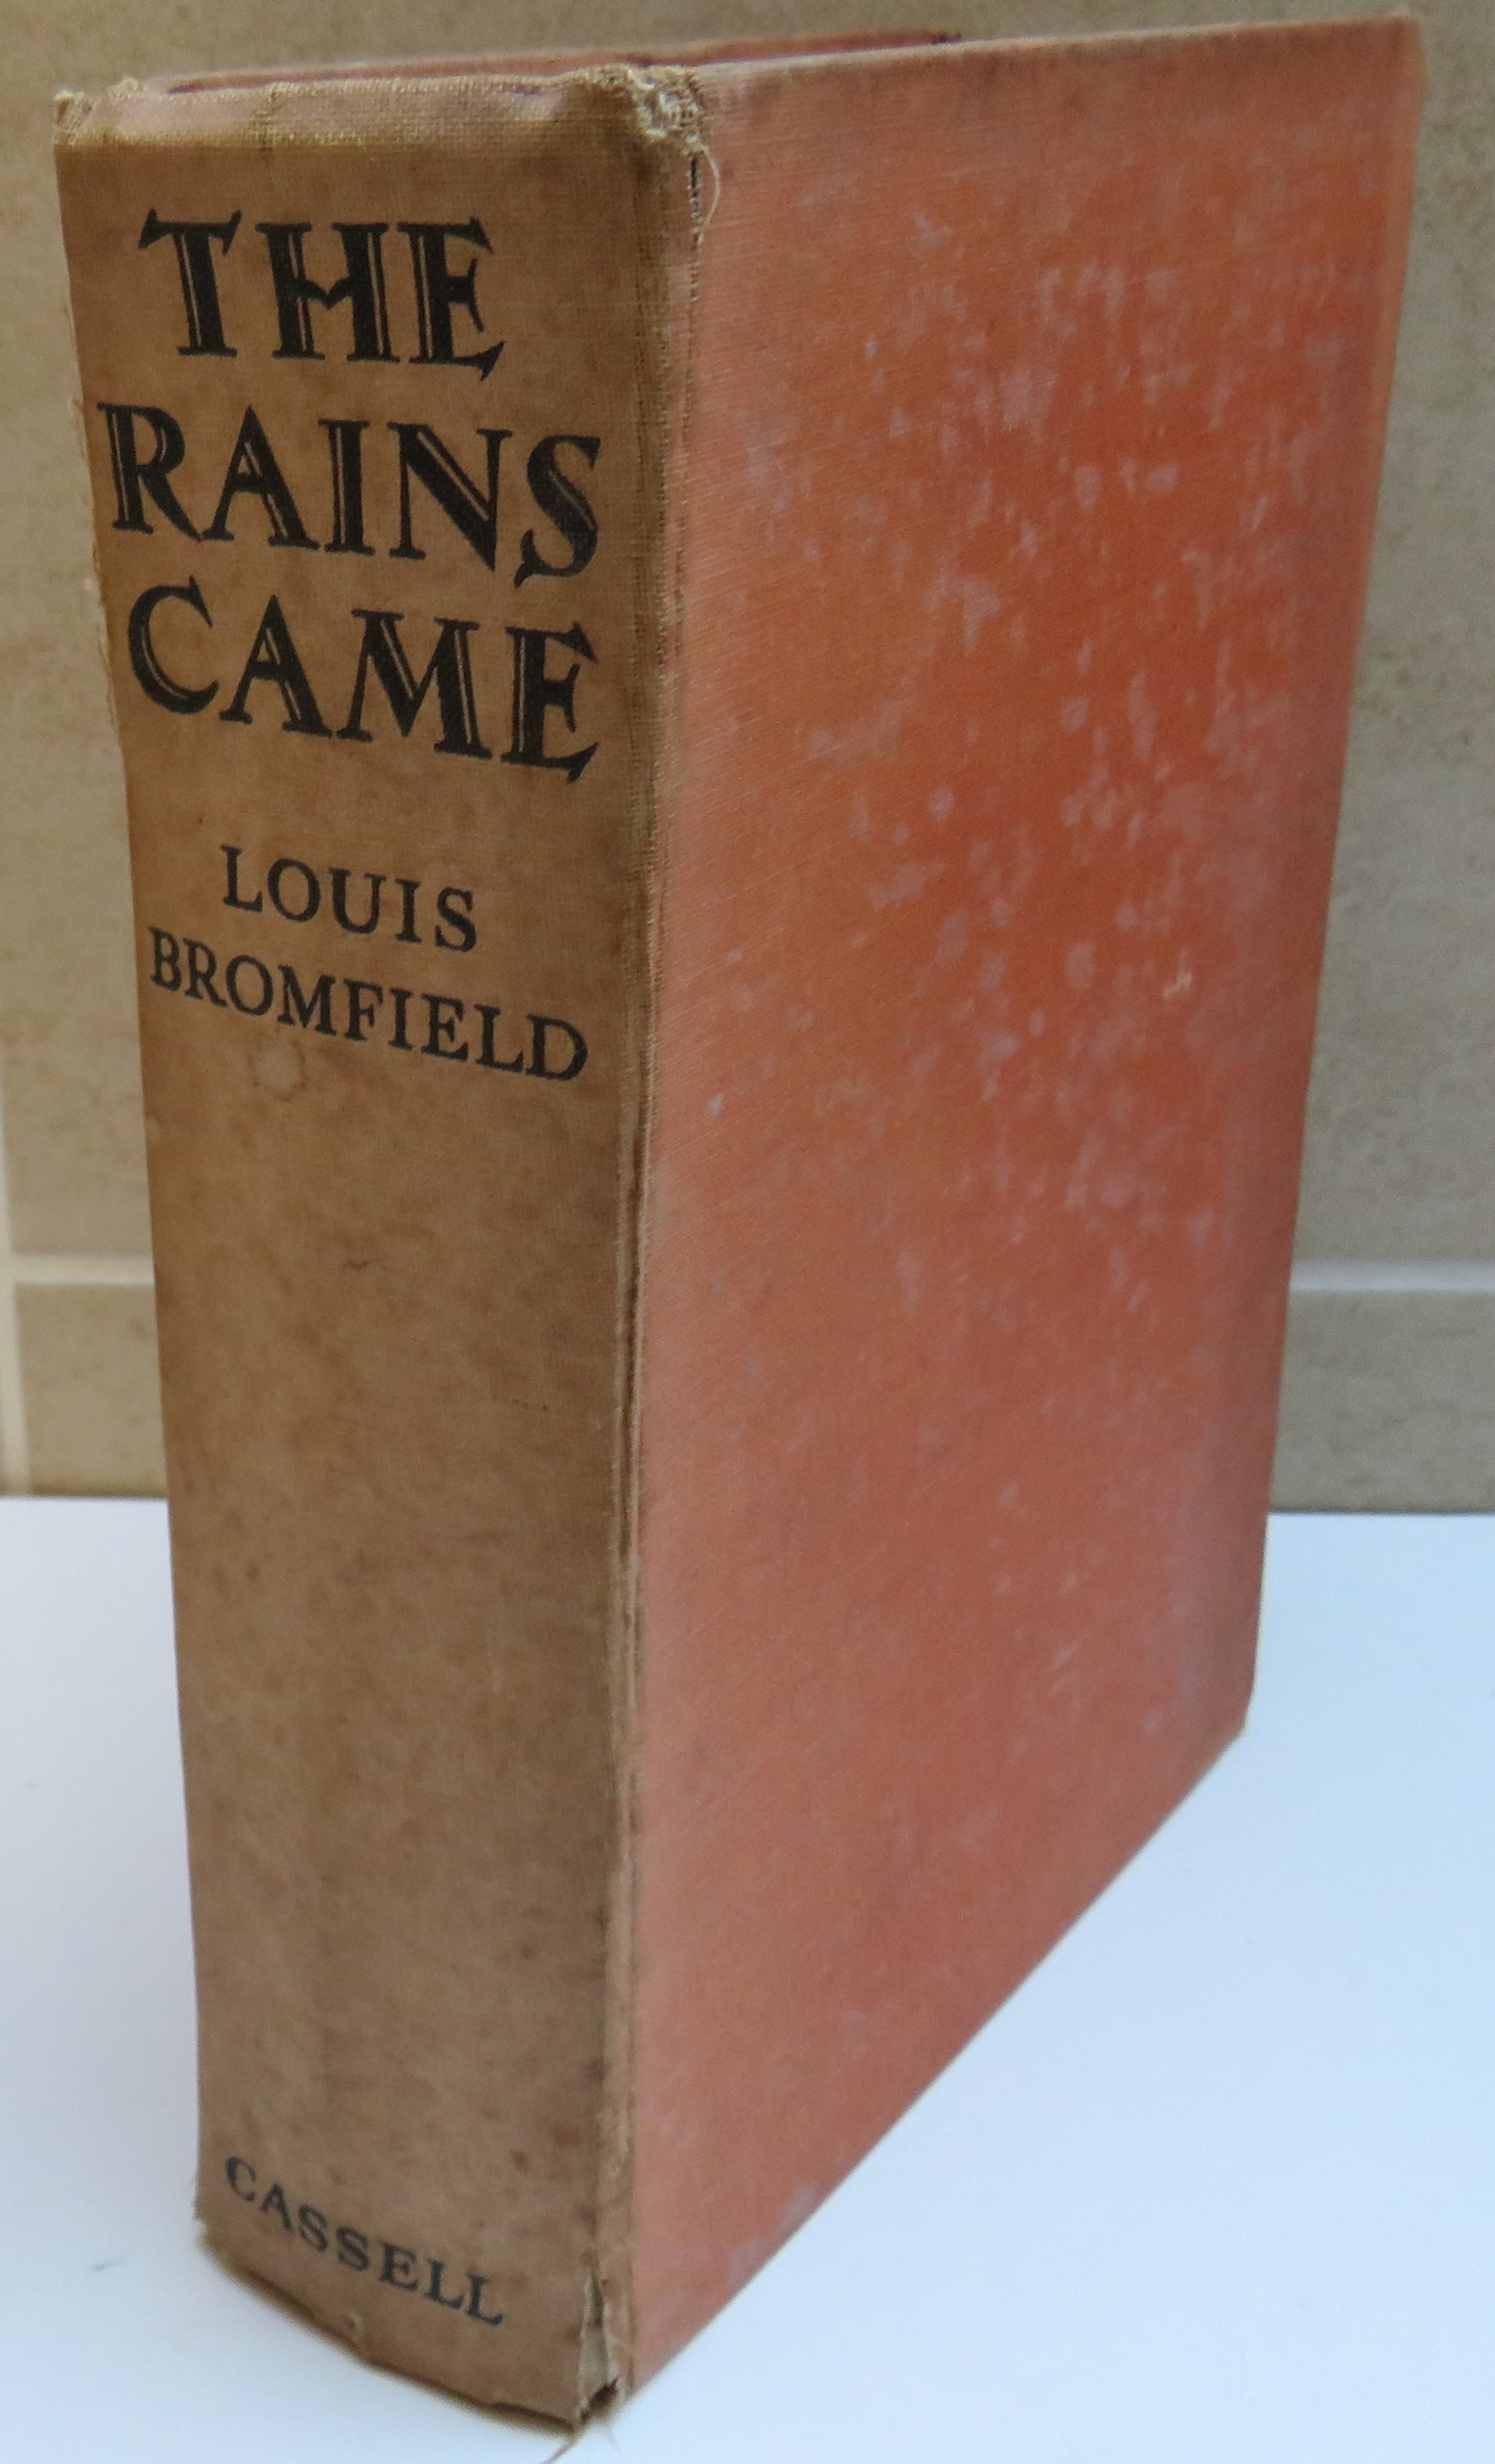 THE
RAINS
CAME
LOUIS
BROMFIELD
CASSELL